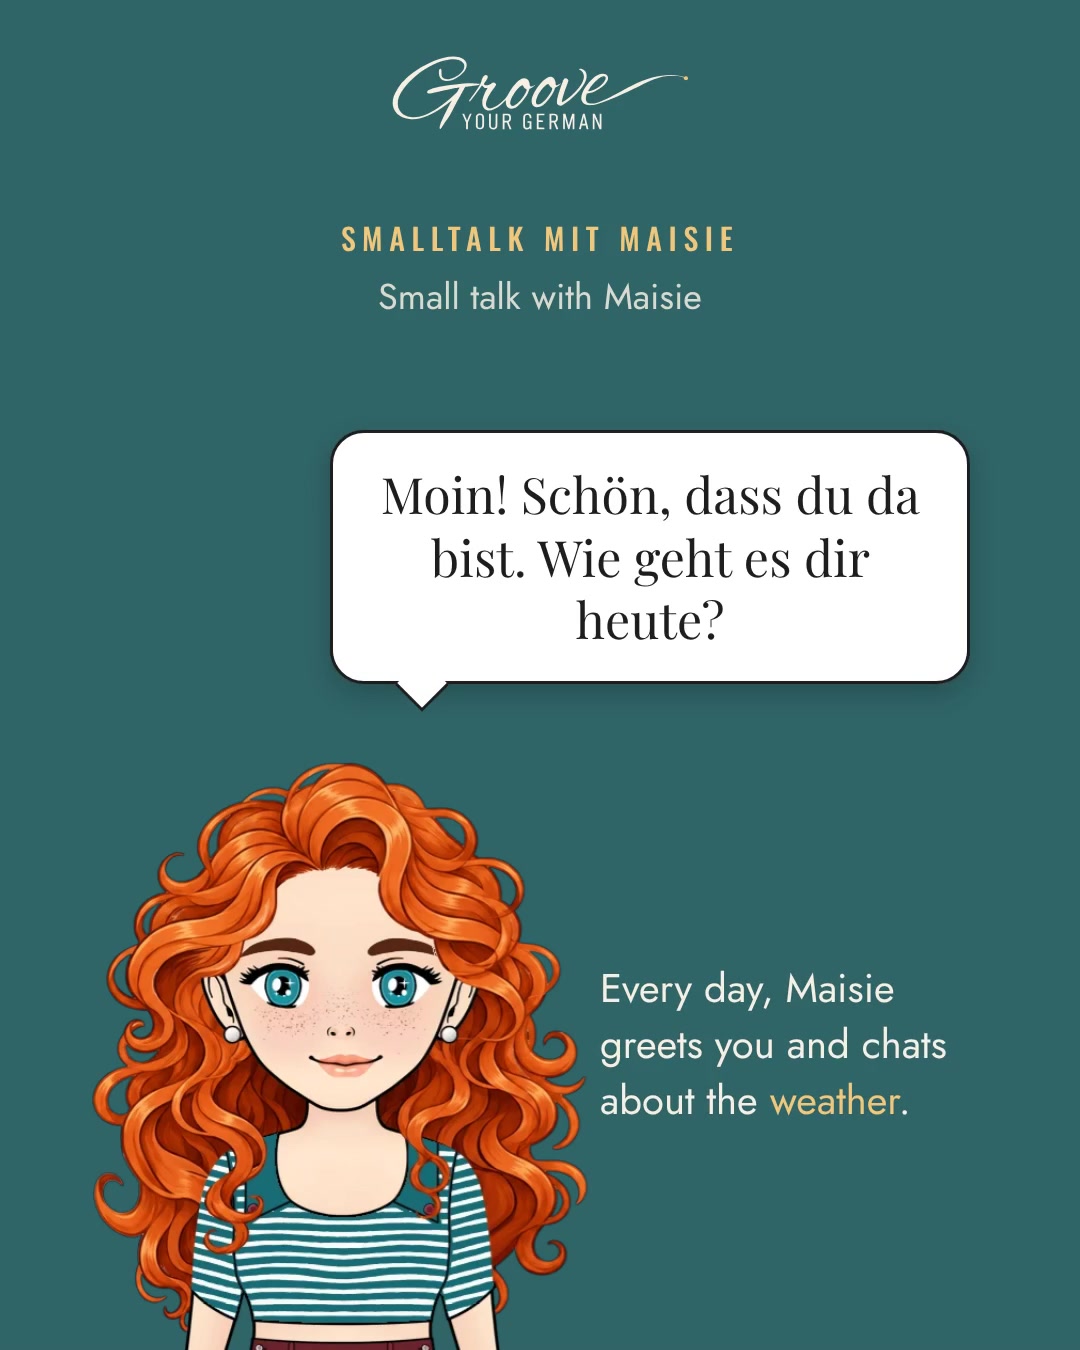 Groove
YOUR GERMAN
SMALLTALK MIT MAISIE
Small talk with Maisie
Moin! Schön, dass du da
bist. Wie geht es dir
heute?
Every day, Maisie
greets you and chats
about the weather.